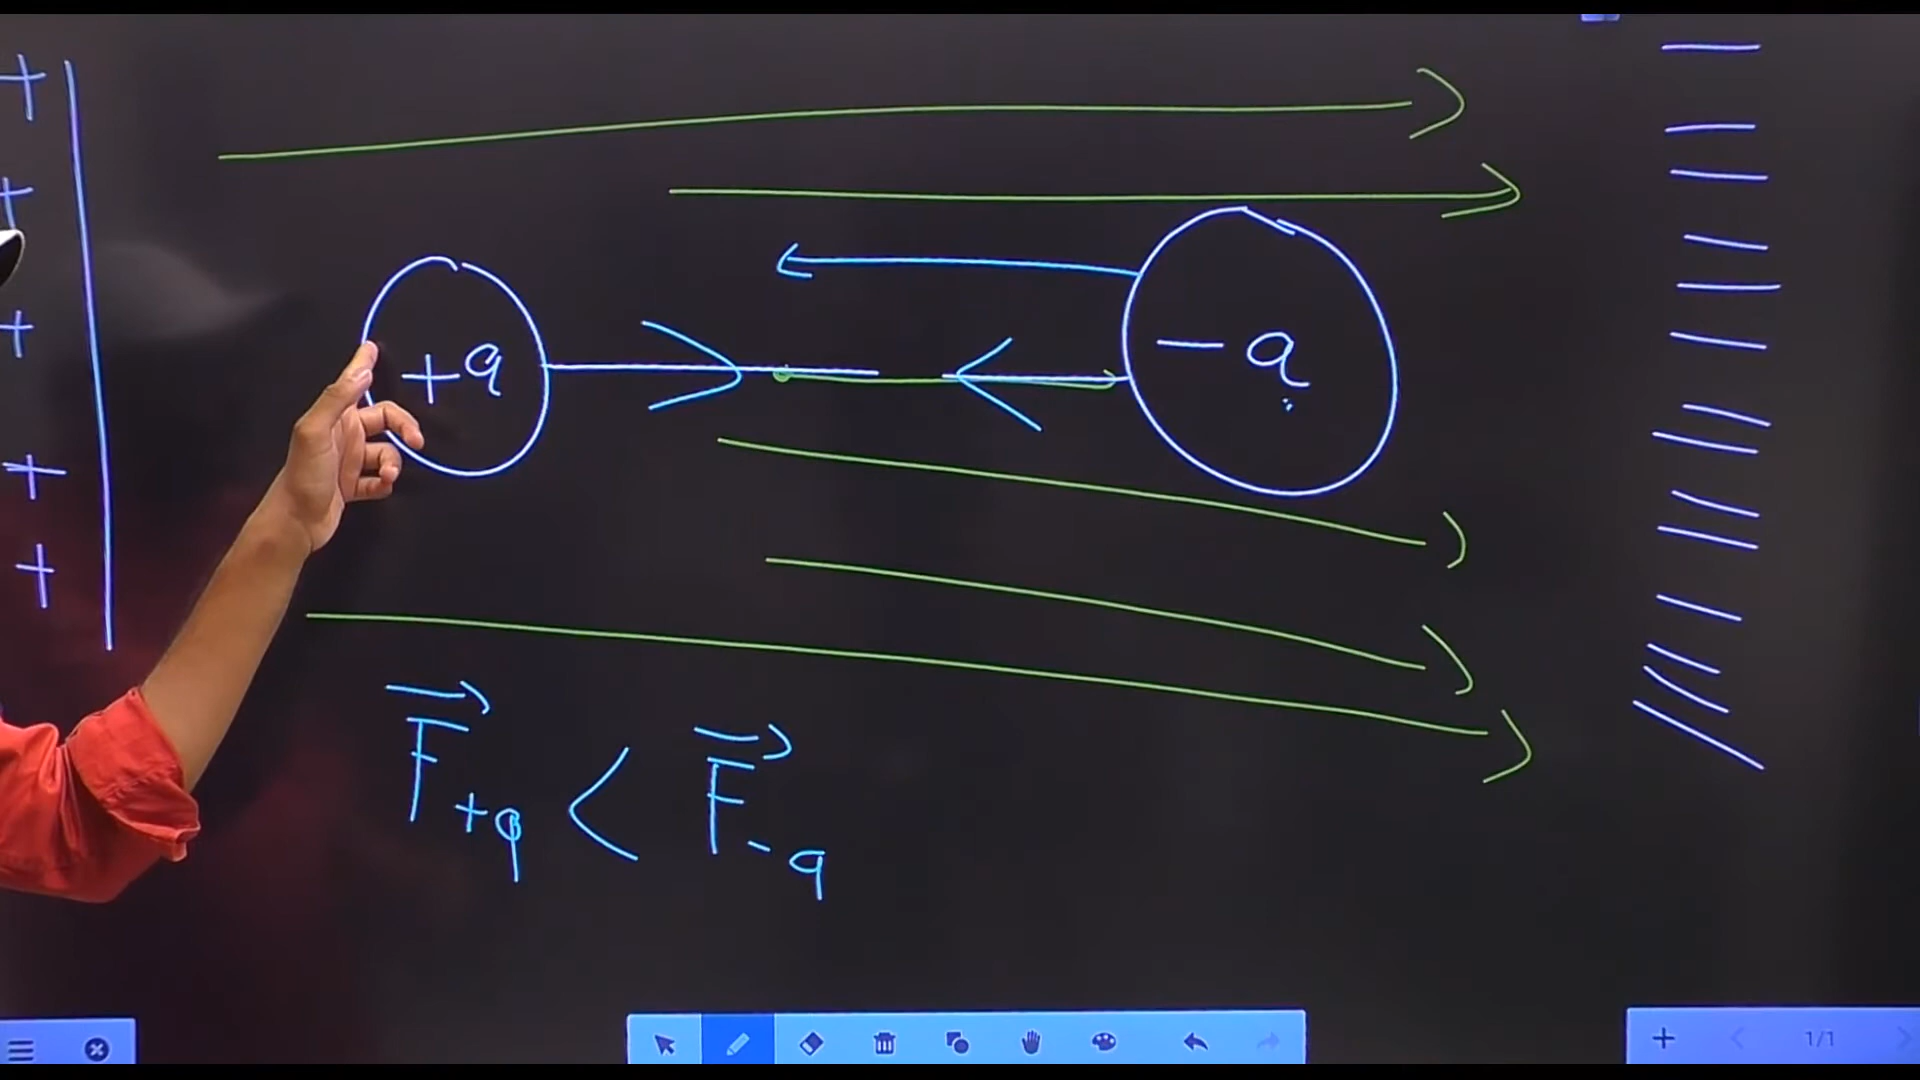 +
+
+
+
+
+q
- q
F+q < F-q
1/1